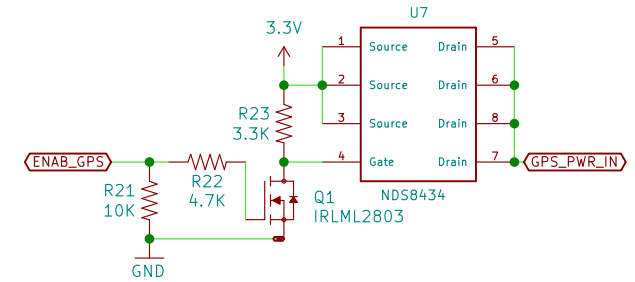 U7
3.3V
1 Source Drain 5
2 Source Drain 6
R23
3.3K
3 Source Drain 8
ENAB_GPS
4 Gate Drain 7
GPS_PWR_IN
R22
4.7K
R21
10K
Q1
IRLML2803
NDS8434
GND